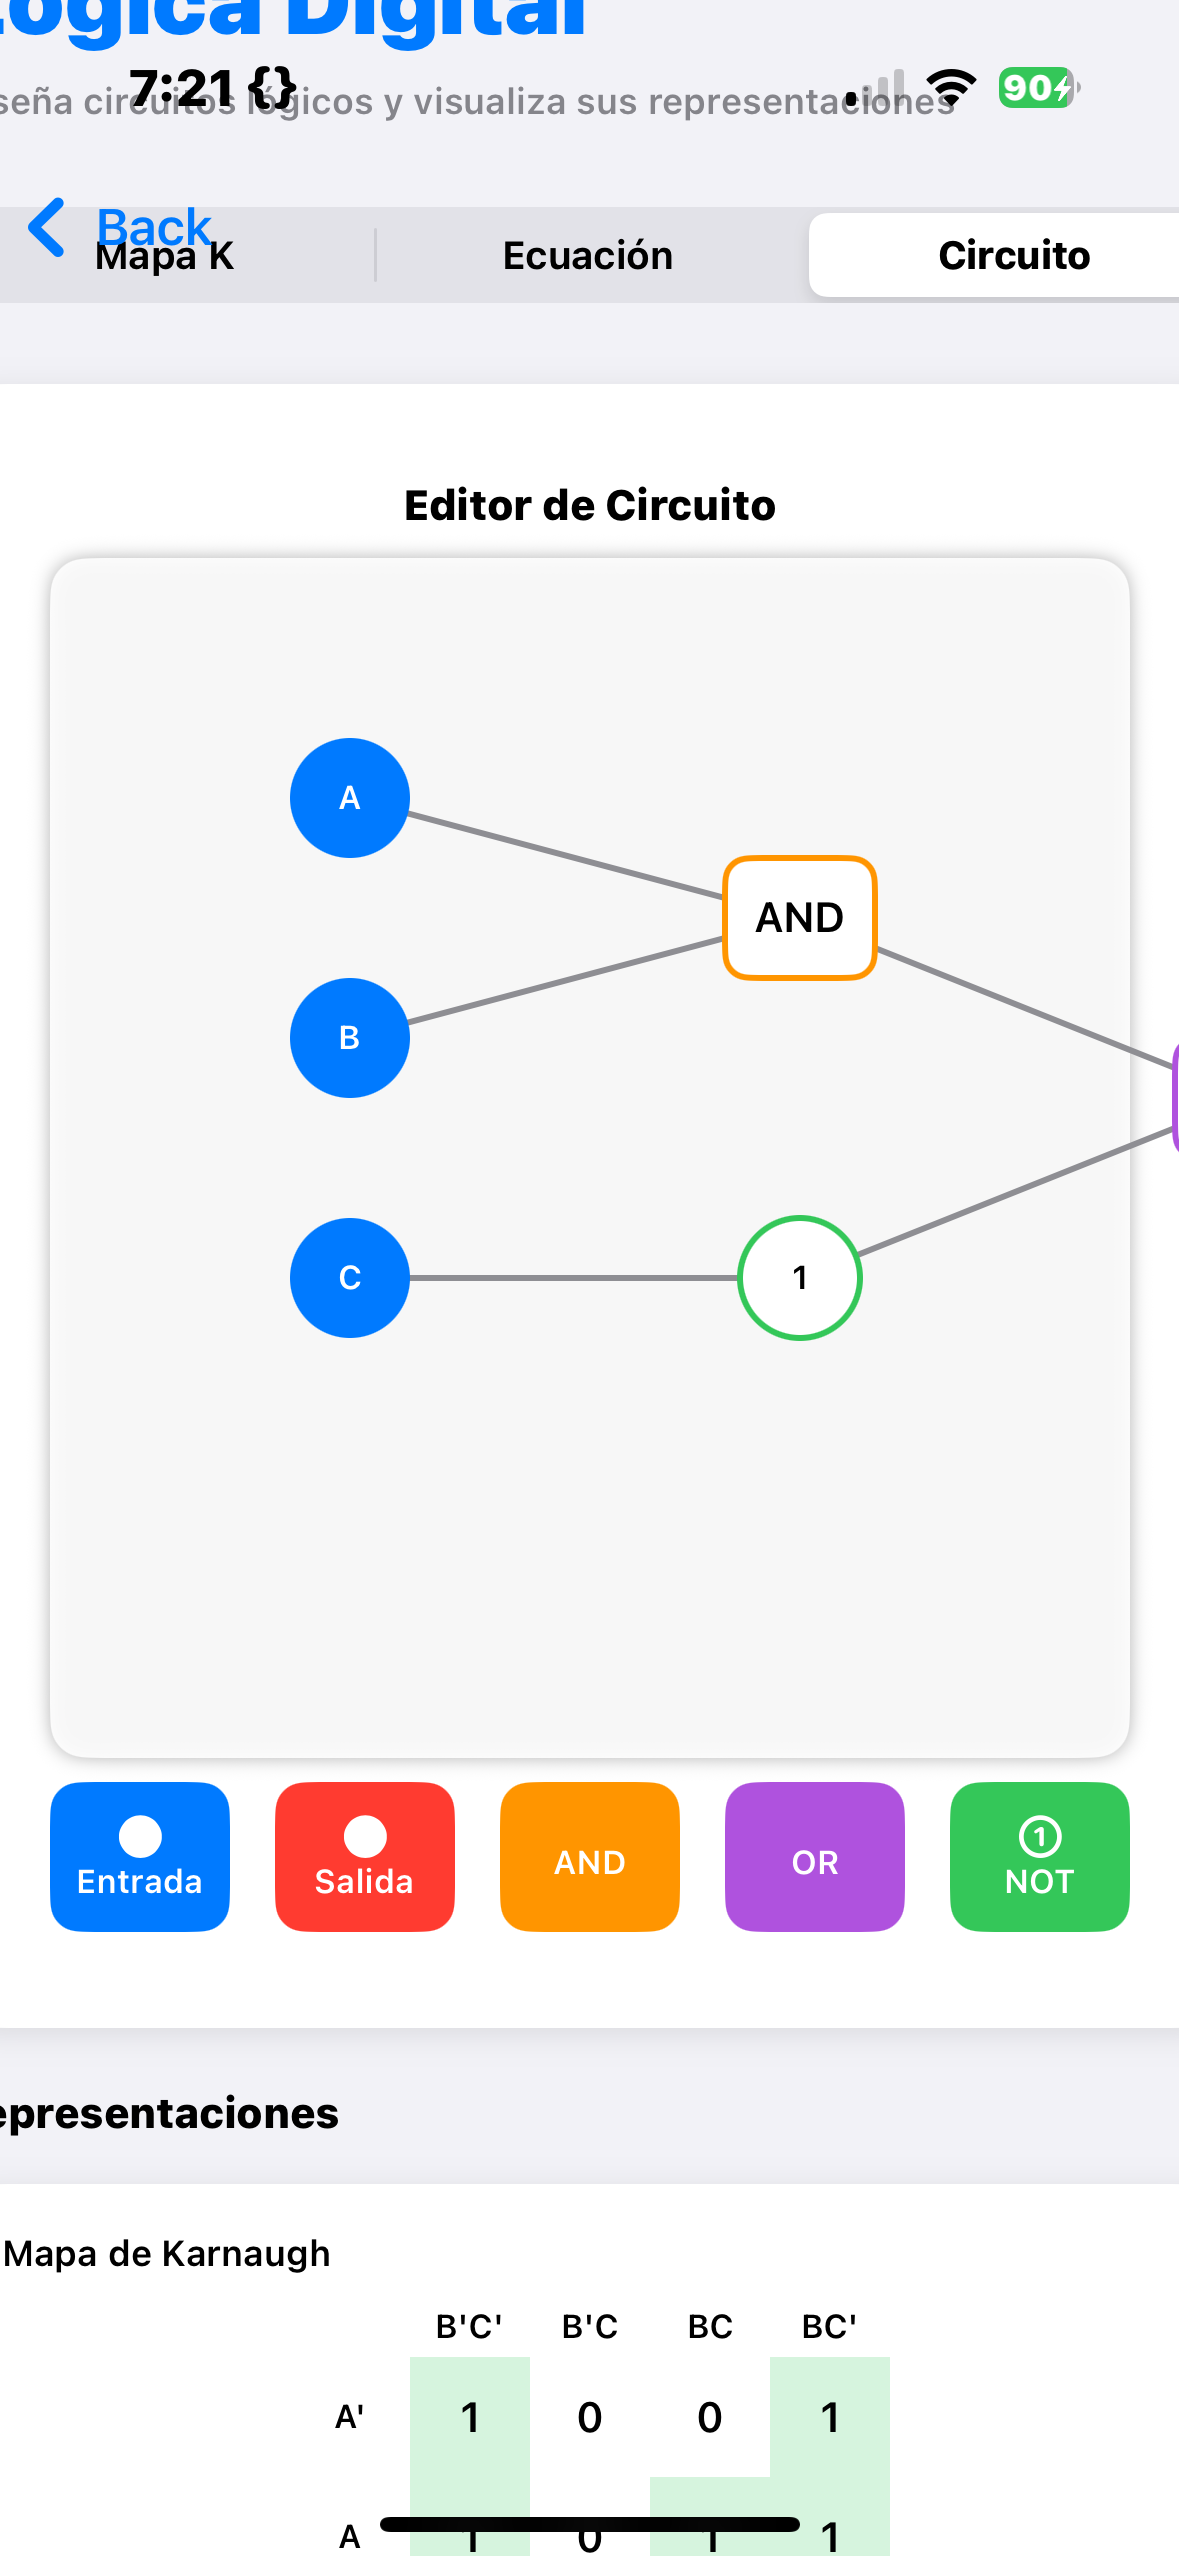 Lógica Digital
7:21 {}
90
seña circuitos lógicos y visualiza sus representaciones
Back
Mapa K
Ecuación
Circuito
Editor de Circuito
A
AND
B
C
1
Entrada
Salida
AND
OR
1
NOT
epresentaciones
Mapa de Karnaugh
B'C' B'C BC BC'
A' 1 0 0 1
A 1 0 1 1